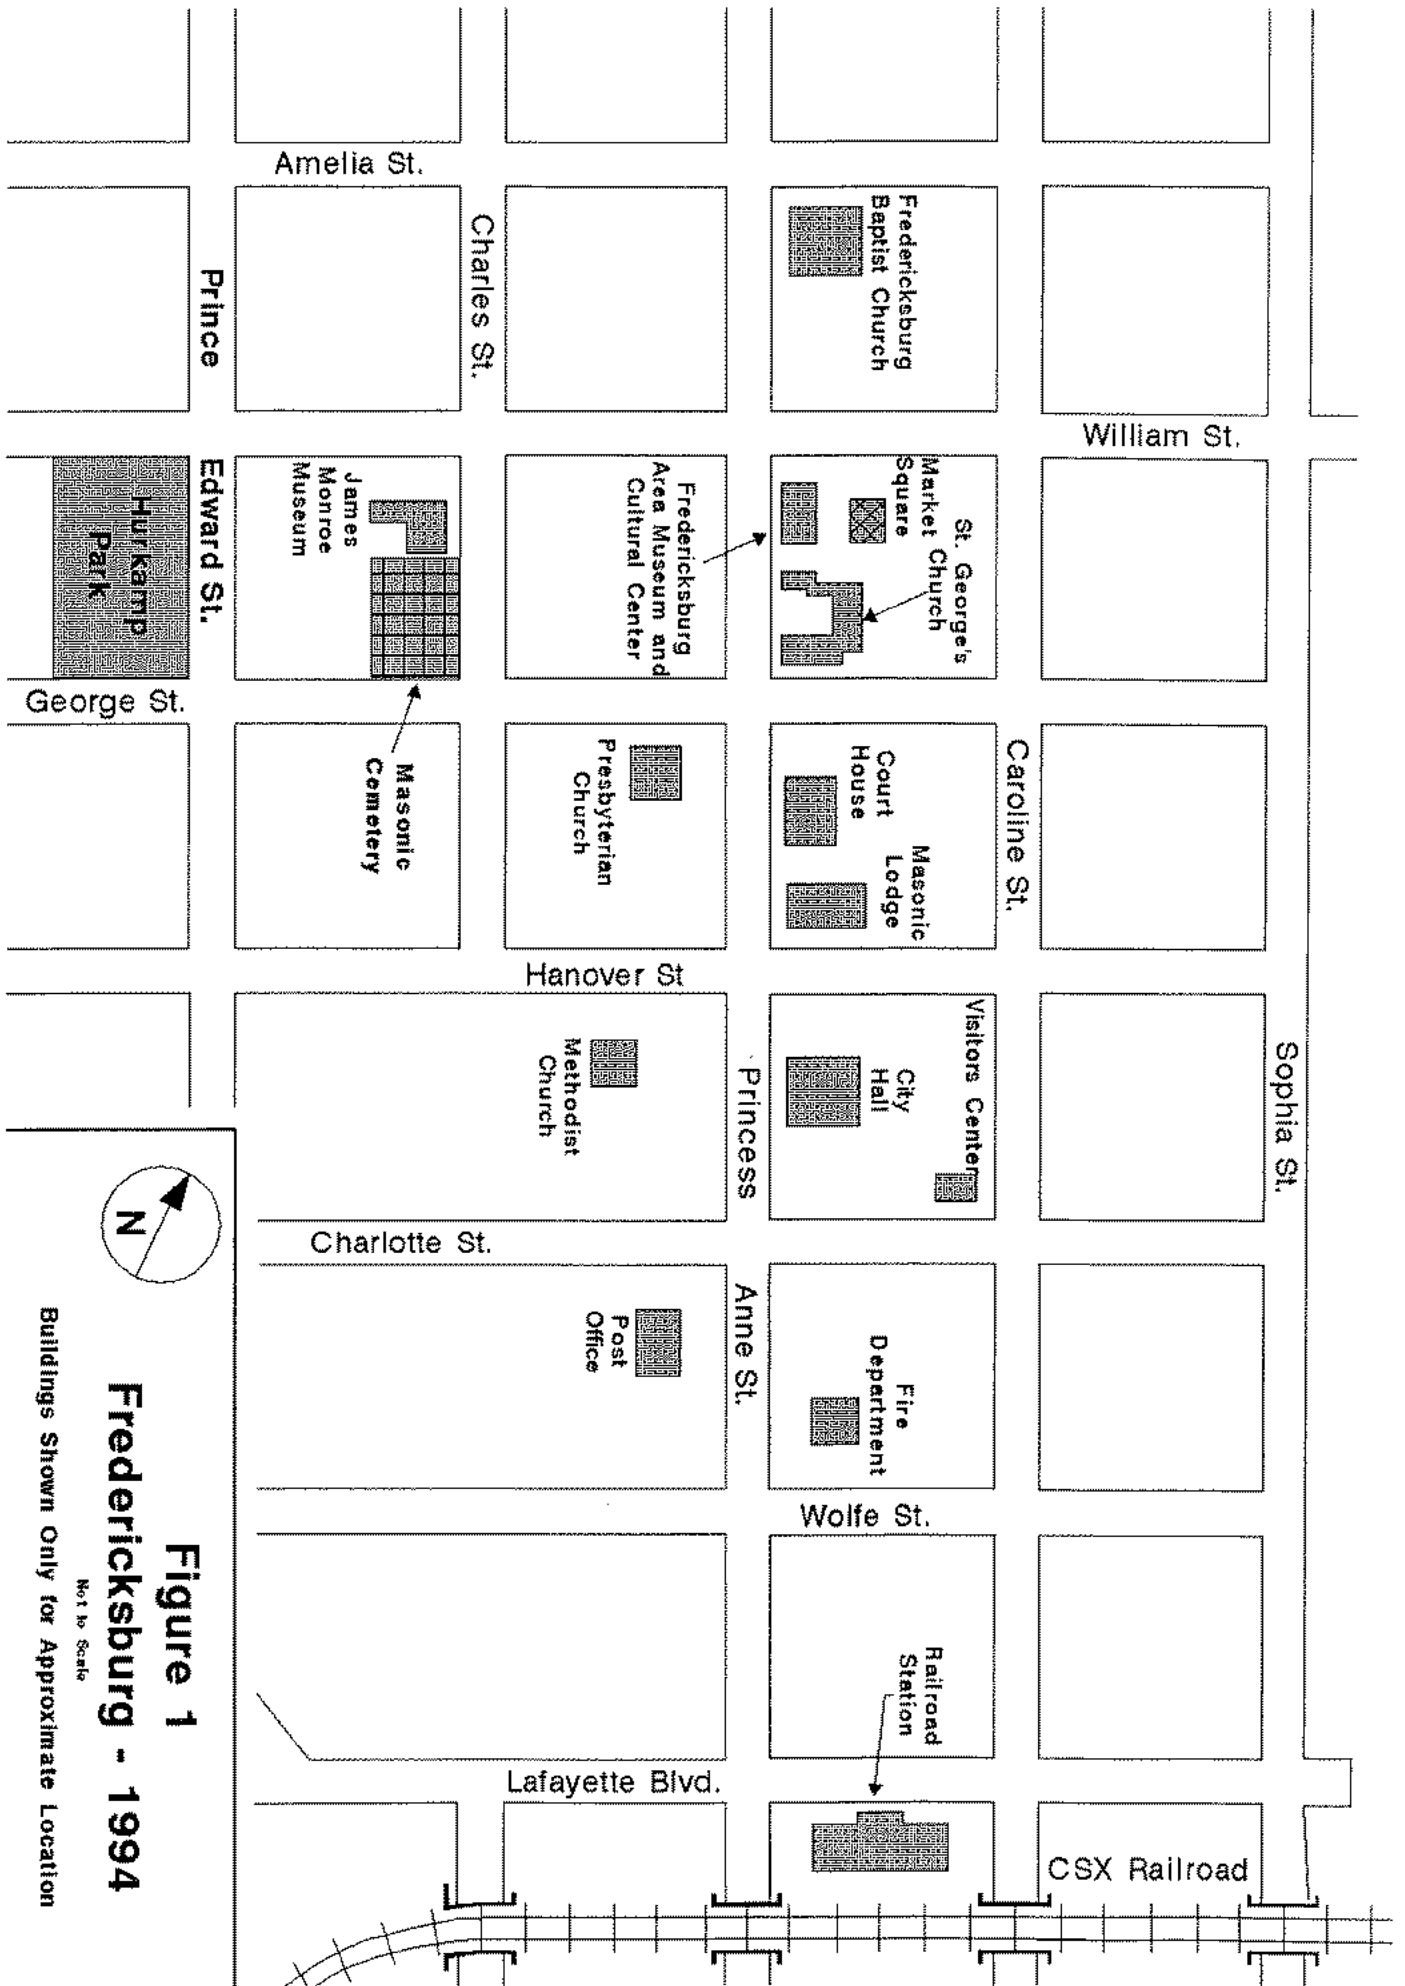 Amelia St.
Charles St.
Prince
Edward St.
Fredericksburg
Baptist Church
William St.
Hurkamp
Park
James
Monroe
Museum
Fredericksburg
Area Museum and
Cultural Center
Market
Square
St. George's
Church
George St.
Masonic
Cemetery
Presbyterian
Church
Court
House
Masonic
Lodge
Caroline St.
Hanover St
Methodist
Church
Princess
Anne St.
City
Hall
Visitors Center
Sophia St.
Charlotte St.
Post
Office
Fire
Department
Wolfe St.
Railroad
Station
Lafayette Blvd.
CSX Railroad
N
Figure 1
Fredericksburg - 1994
Not to Scale
Buildings Shown Only for Approximate Location